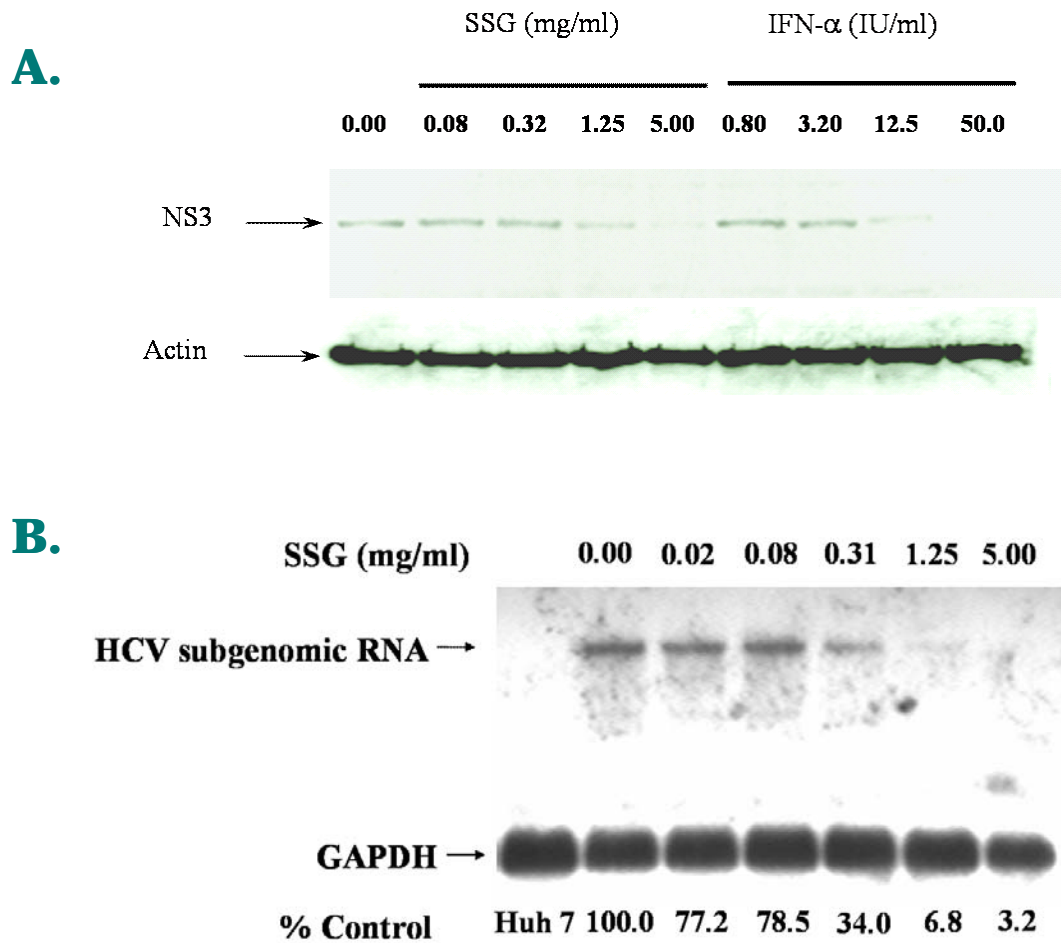 A.
SSG (mg/ml) IFN-α (IU/ml)
0.00 0.08 0.32 1.25 5.00 0.80 3.20 12.5 50.0
NS3
Actin
B.
SSG (mg/ml) 0.00 0.02 0.08 0.31 1.25 5.00
HCV subgenomic RNA
GAPDH
% Control Huh 7 100.0 77.2 78.5 34.0 6.8 3.2